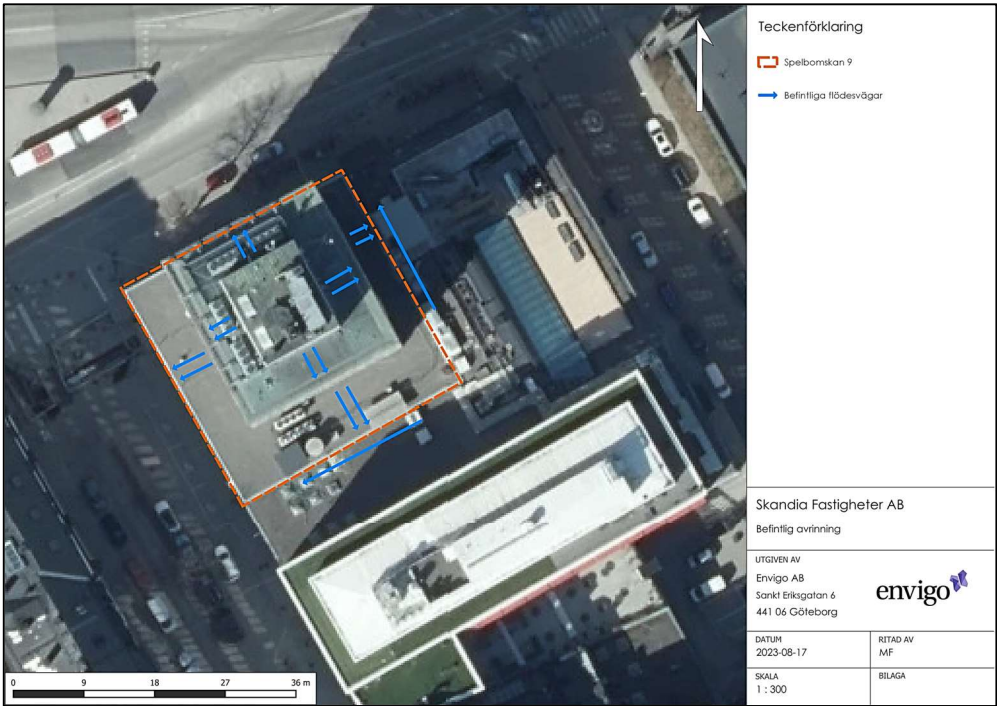 Teckenförklaring
Spelbomskan 9
Befintliga flödesvägar
Skandia Fastigheter AB
Befintlig avrinning
UTGIVEN AV
Envigo AB
Sankt Eriksgatan 6
441 06 Göteborg
envigo
DATUM
2023-08-17
RITAD AV
MF
SKALA
1 : 300
BILAGA
0 9 18 27 36 m